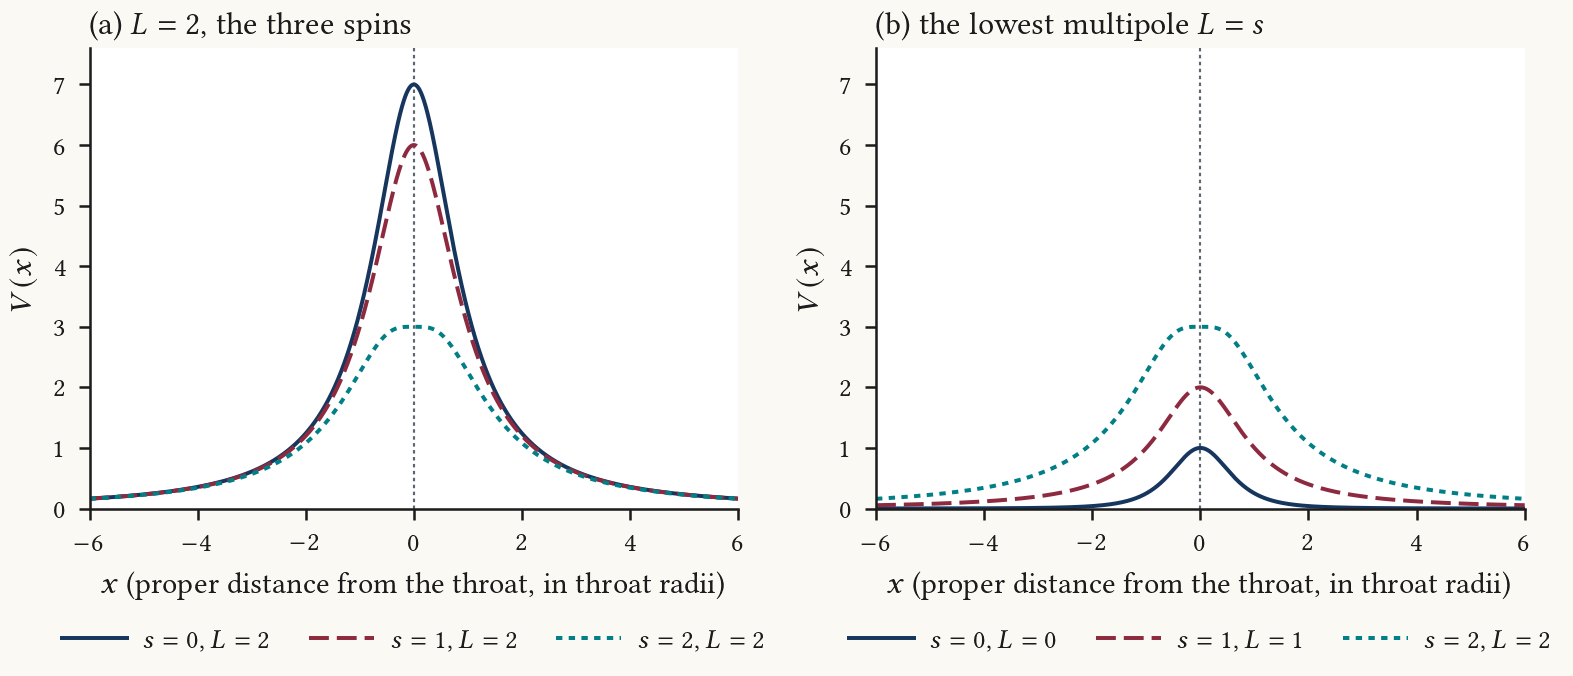 (a) L = 2, the three spins
V(x)
7
6
5
4
3
2
1
0
−6 −4 −2 0 2 4 6
x (proper distance from the throat, in throat radii)
s = 0, L = 2 s = 1, L = 2 s = 2, L = 2
(b) the lowest multipole L = s
V(x)
7
6
5
4
3
2
1
0
−6 −4 −2 0 2 4 6
x (proper distance from the throat, in throat radii)
s = 0, L = 0 s = 1, L = 1 s = 2, L = 2